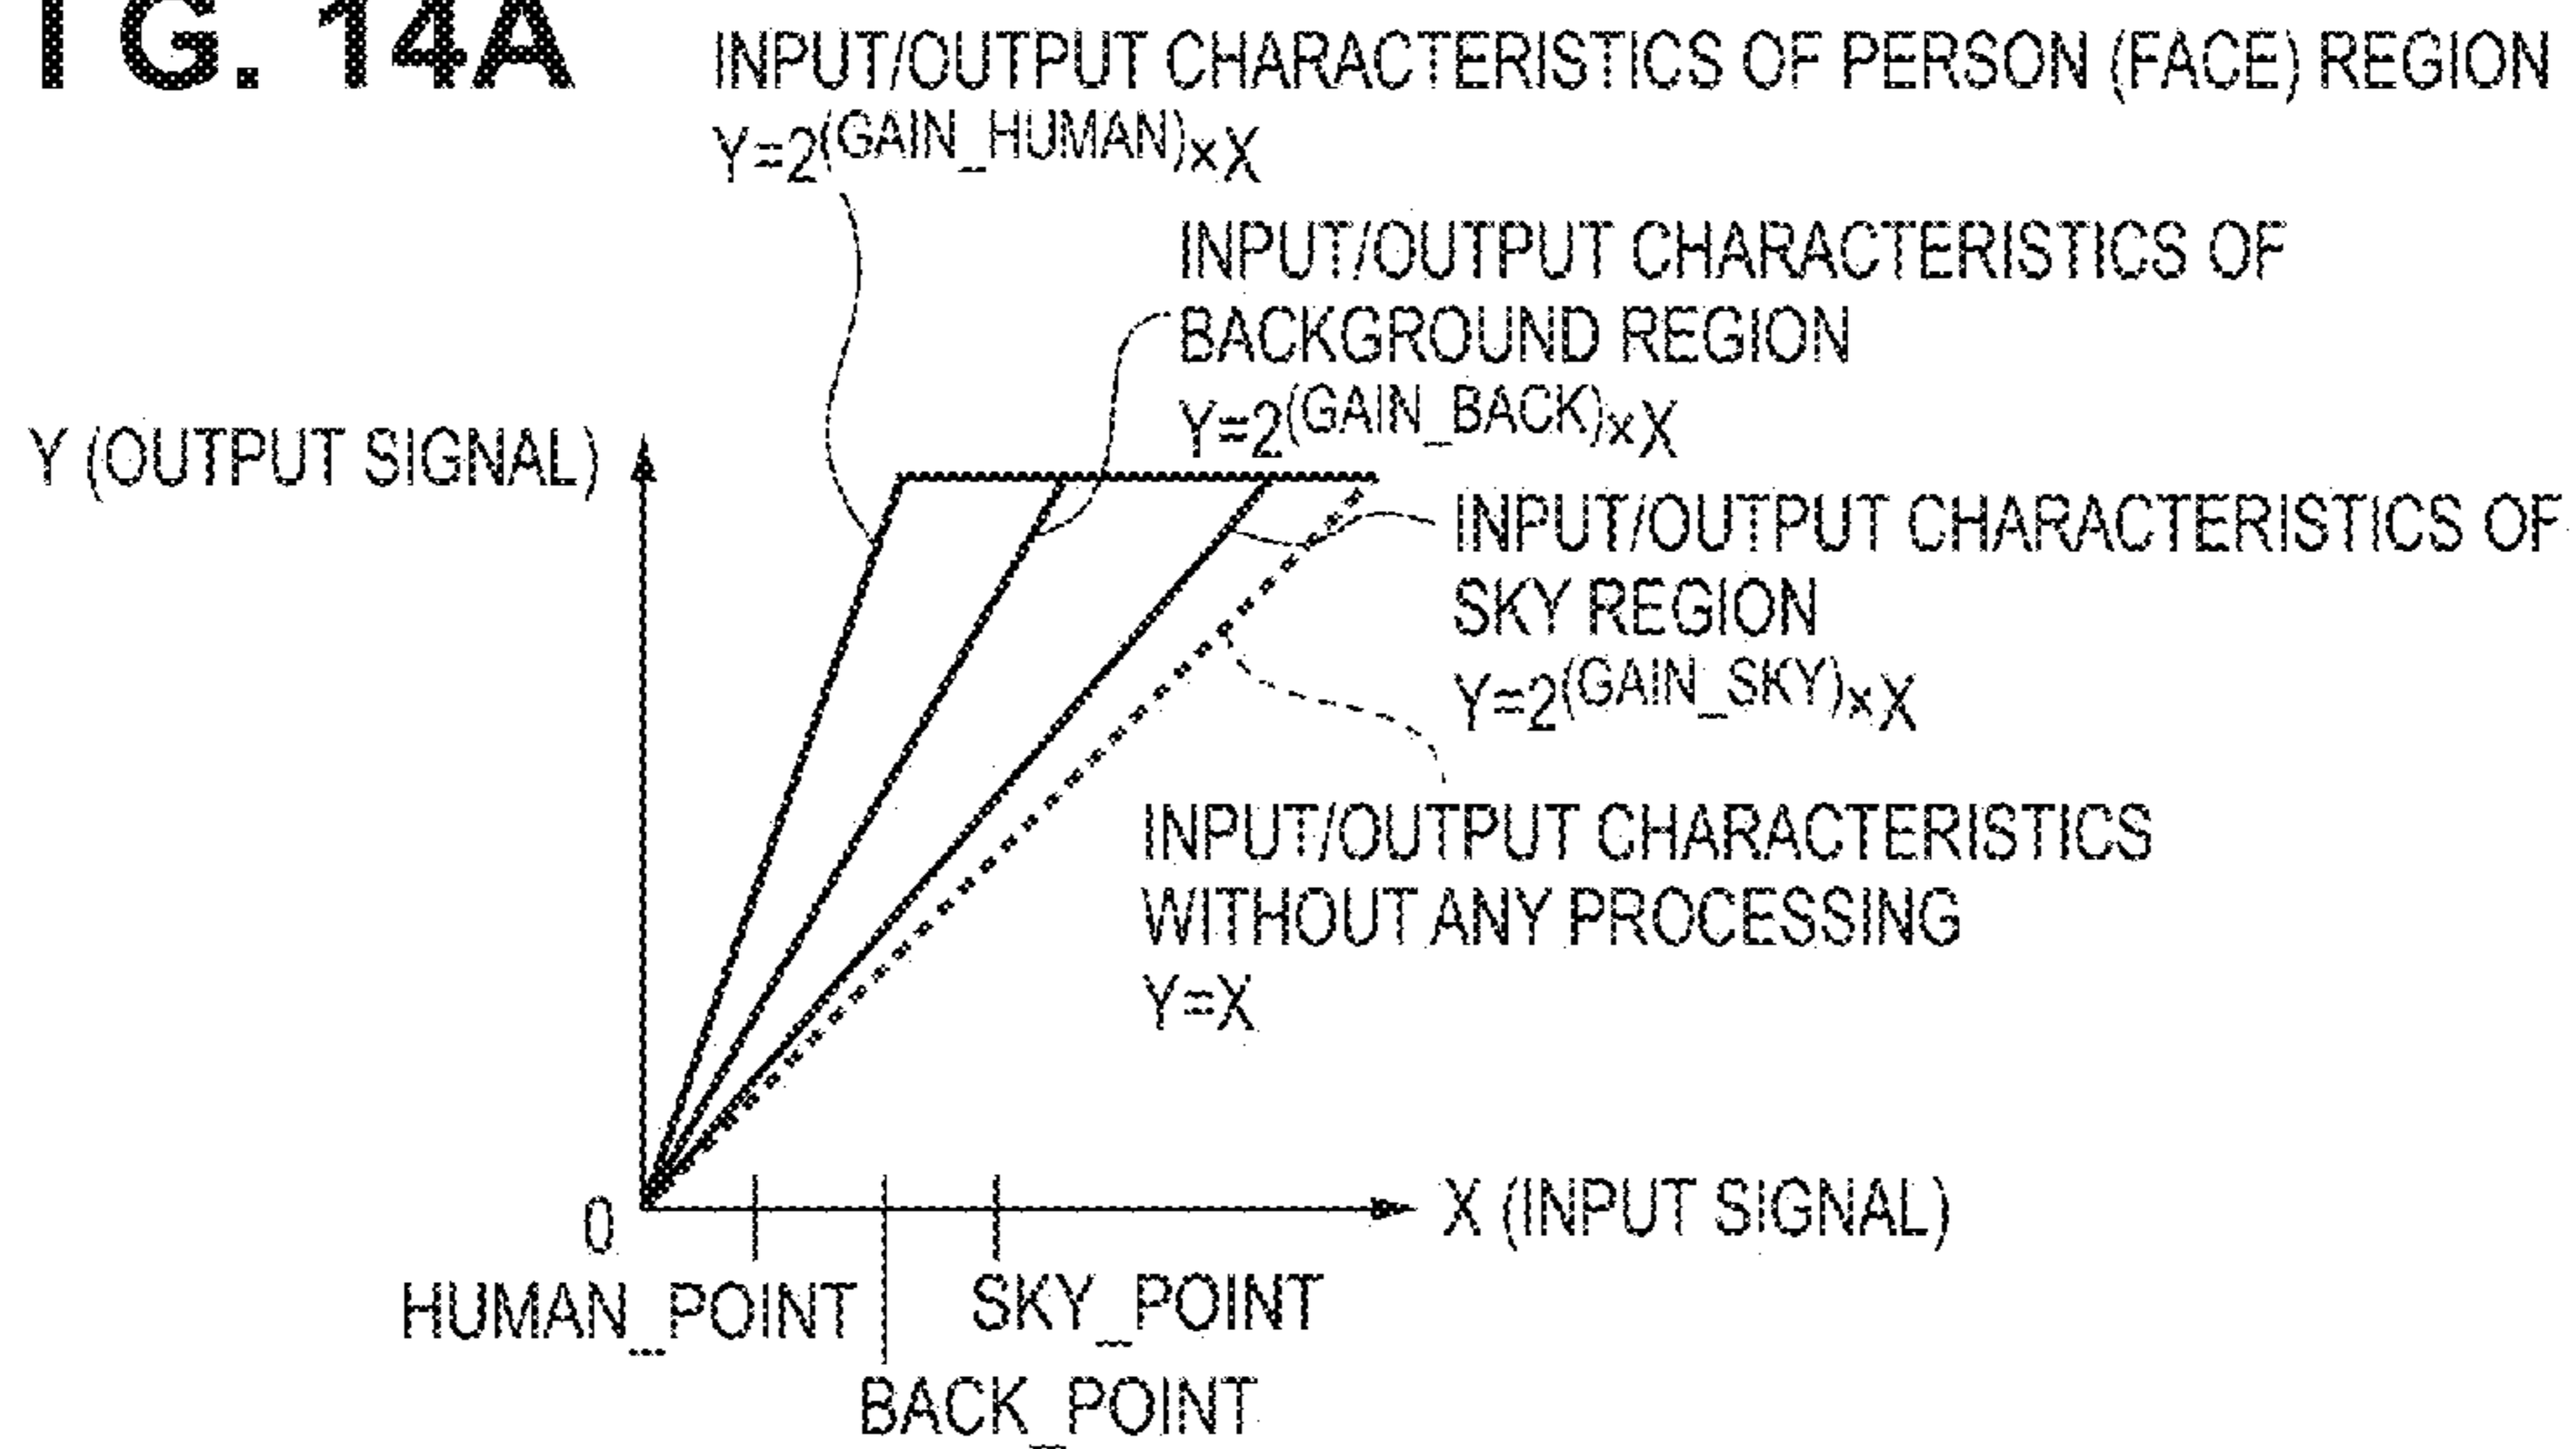 IG. 14A
INPUT/OUTPUT CHARACTERISTICS OF PERSON (FACE) REGION
Y=2(GAIN_HUMAN)×X
INPUT/OUTPUT CHARACTERISTICS OF
BACKGROUND REGION
Y=2(GAIN_BACK)×X
Y (OUTPUT SIGNAL)
INPUT/OUTPUT CHARACTERISTICS OF
SKY REGION
Y=2(GAIN_SKY)×X
INPUT/OUTPUT CHARACTERISTICS
WITHOUT ANY PROCESSING
Y=X
0
X (INPUT SIGNAL)
HUMAN_POINT
SKY_POINT
BACK_POINT